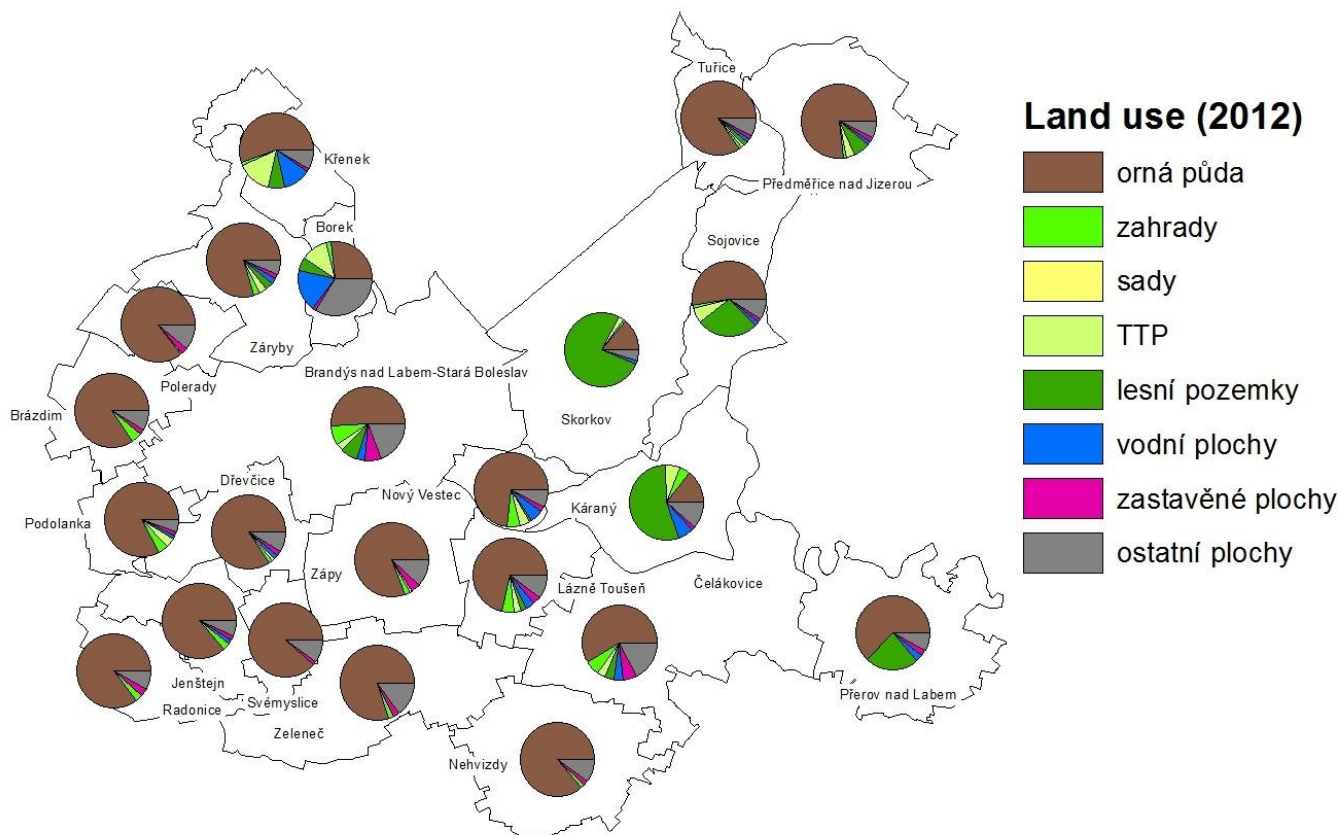 Tuřice
Křenek
Předměřice nad Jizerou
Borek
Sojovice
Záryby
Brandýs nad Labem-Stará Boleslav
Polerady
Brázdim
Skorkov
Dřevčice
Nový Vestec
Káraný
Podolanka
Zápy
Lázně Toušeň
Čelákovice
Jenštejn
Přerov nad Labem
Svémyslice
Radonice
Zeleneč
Nehvizdy
Land use (2012)
orná půda
zahrady
sady
TTP
lesní pozemky
vodní plochy
zastavěné plochy
ostatní plochy